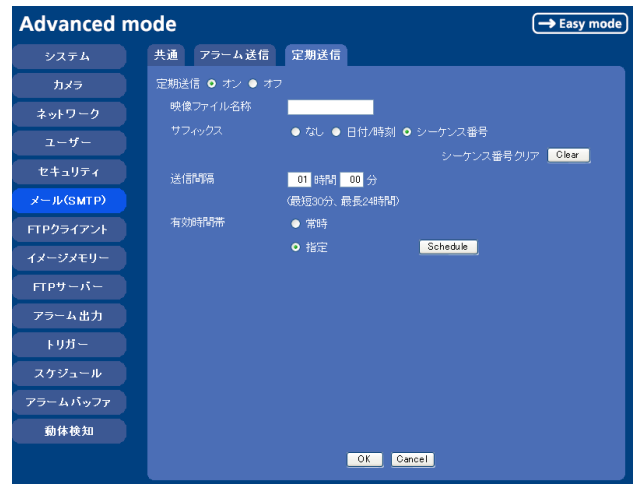 Advanced mode
→ Easy mode
システム
カメラ
ネットワーク
ユーザー
セキュリティ
メール(SMTP)
FTPクライアント
イメージメモリー
FTPサーバー
アラーム出力
トリガー
スケジュール
アラームバッファ
動体検知
共通 アラーム送信 定期送信
定期送信 オン オフ
映像ファイル名称
サフィックス なし 日付/時刻 シーケンス番号
シーケンス番号クリア Clear
送信間隔 01 時間 00 分
(最短30分、最長24時間)
有効時間帯 常時
指定 Schedule
OK Cancel